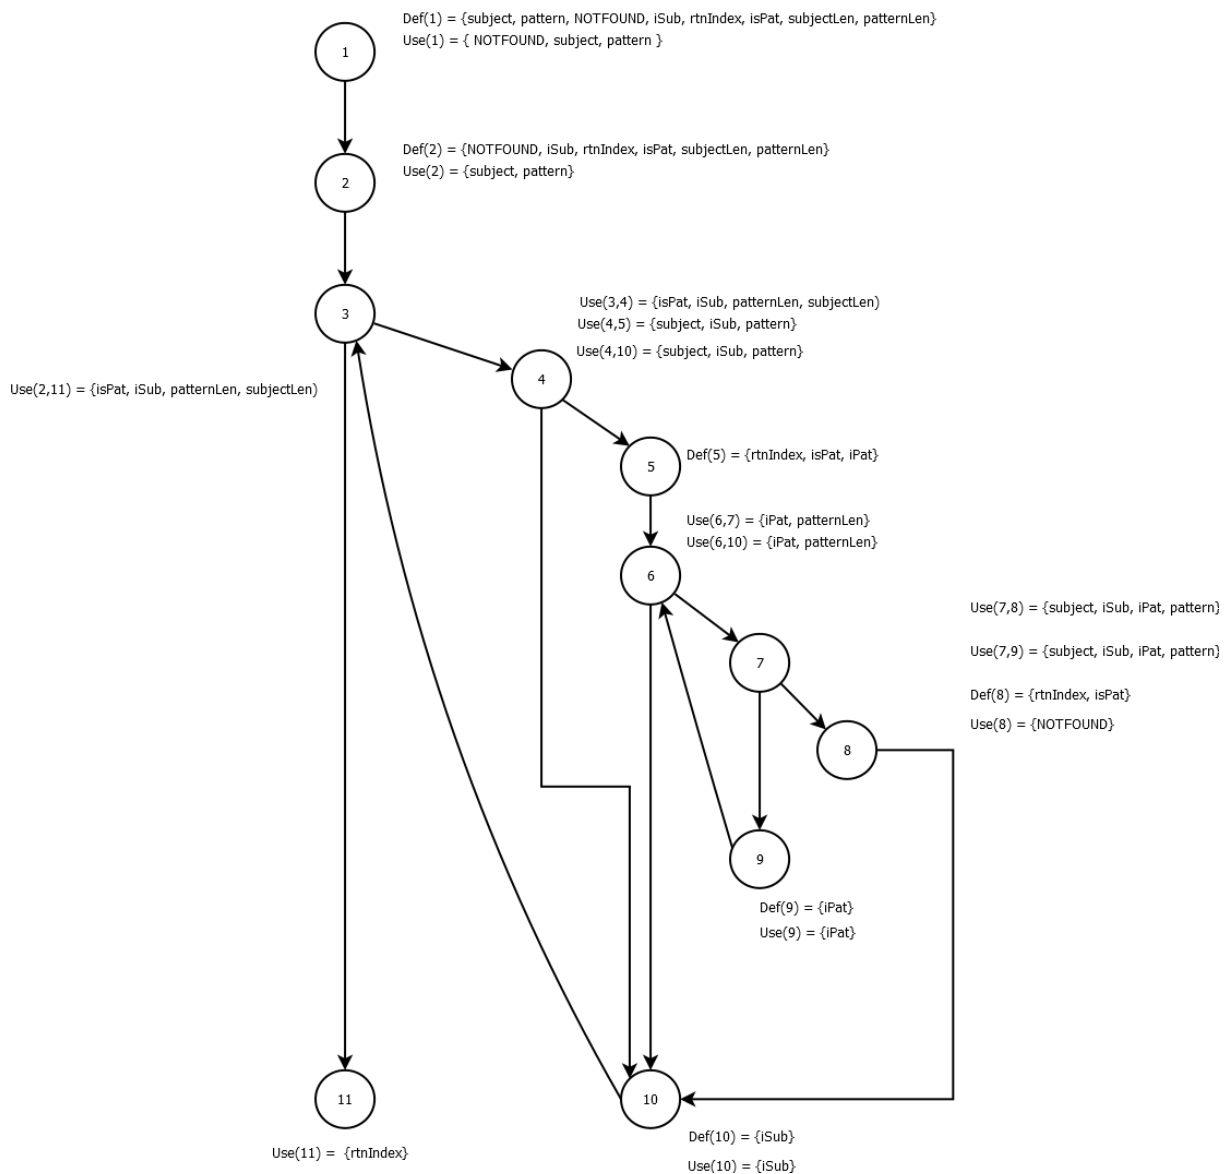 Def(1) = {subject, pattern, NOTFOUND, iSub, rtnIndex, isPat, subjectLen, patternLen}
Use(1) = { NOTFOUND, subject, pattern }
1
Def(2) = {NOTFOUND, iSub, rtnIndex, isPat, subjectLen, patternLen}
Use(2) = {subject, pattern}
2
3
Use(3,4) = {isPat, iSub, patternLen, subjectLen)
Use(4,5) = {subject, iSub, pattern}
Use(4,10) = {subject, iSub, pattern}
4
Use(2,11) = {isPat, iSub, patternLen, subjectLen)
5
Def(5) = {rtnIndex, isPat, iPat}
Use(6,7) = {iPat, patternLen}
Use(6,10) = {iPat, patternLen}
6
Use(7,8) = {subject, iSub, iPat, pattern}
Use(7,9) = {subject, iSub, iPat, pattern}
7
Def(8) = {rtnIndex, isPat}
Use(8) = {NOTFOUND}
8
9
Def(9) = {iPat}
Use(9) = {iPat}
11
10
Use(11) = {rtnIndex}
Def(10) = {iSub}
Use(10) = {iSub}